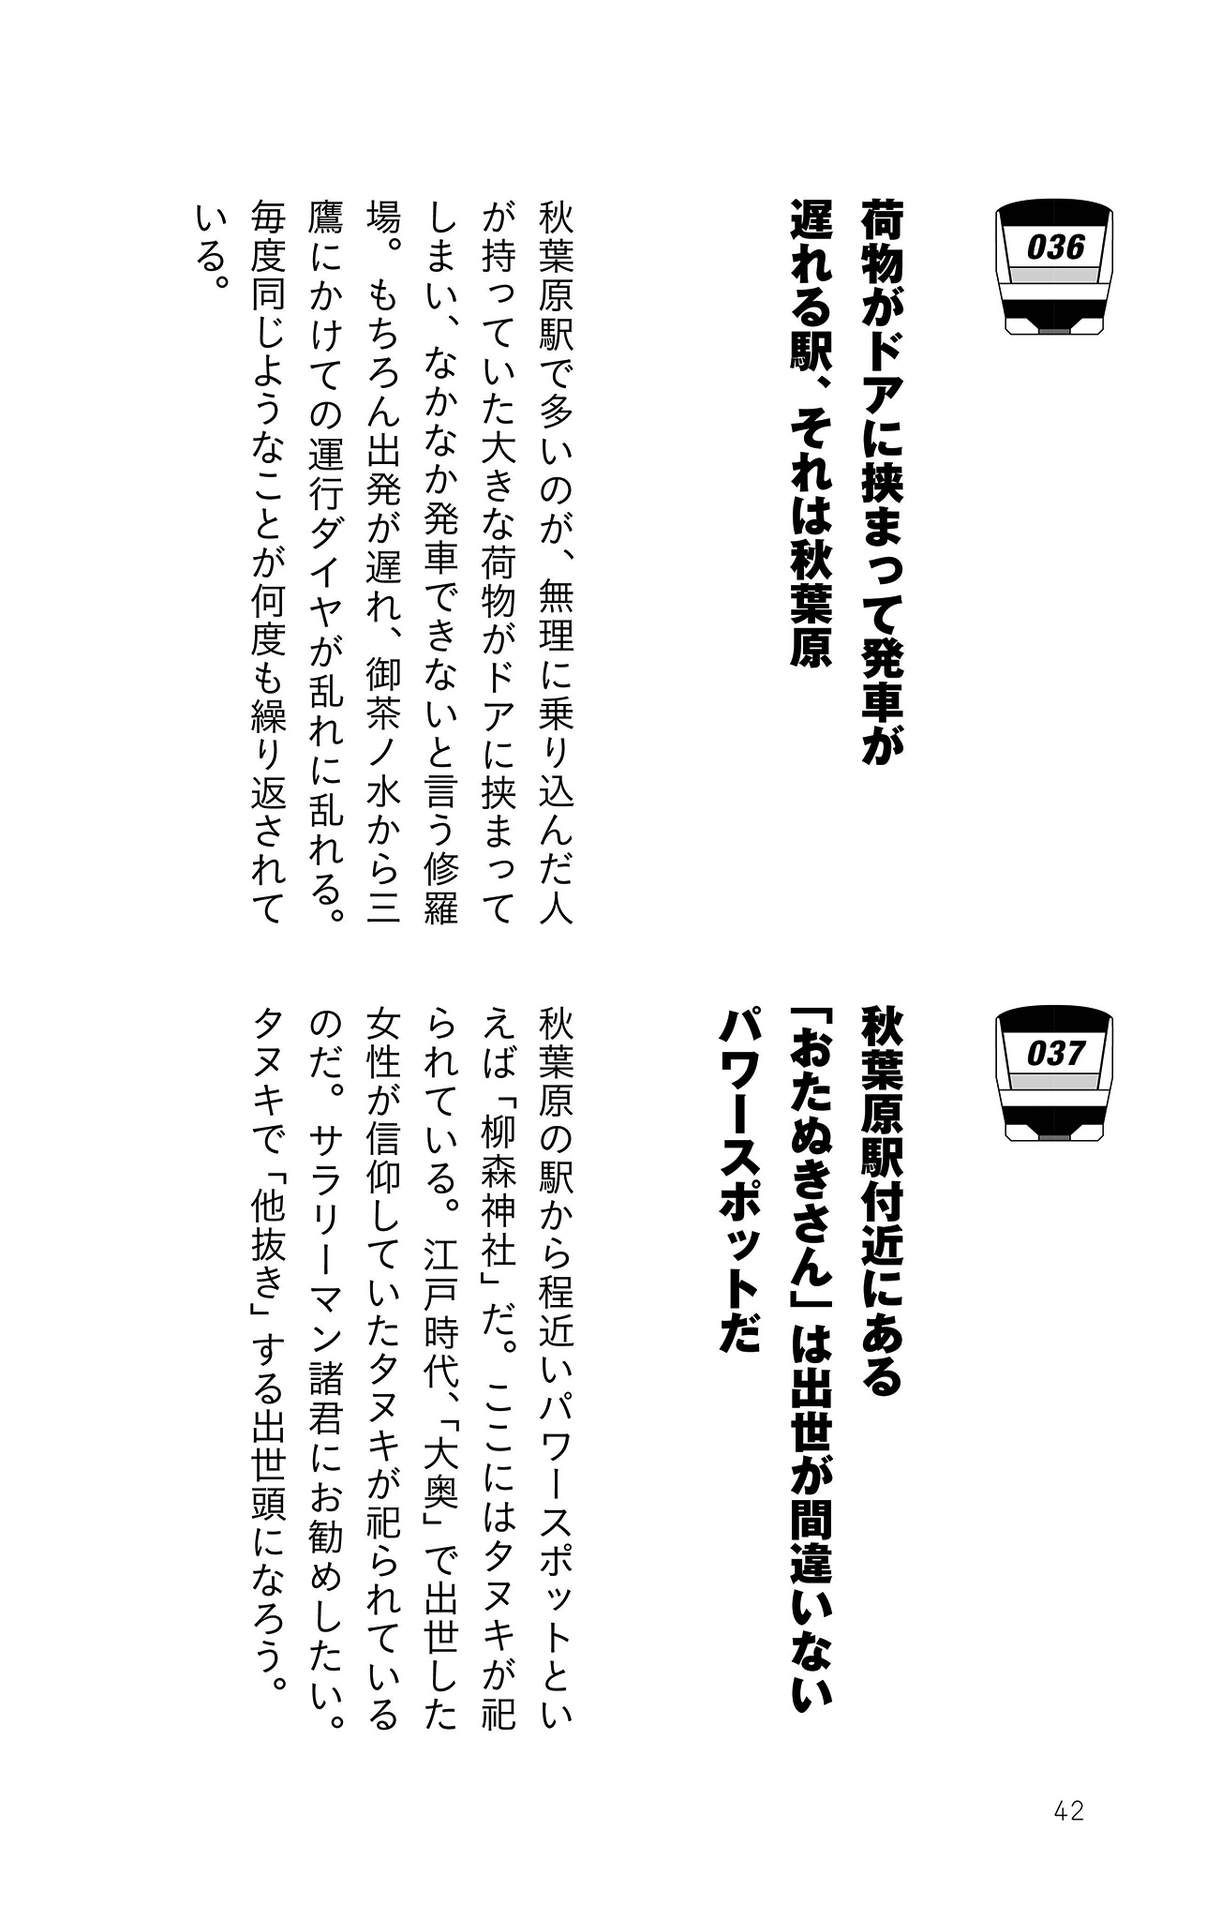 036
荷物がドアに挟まって発車が
遅れる駅、それは秋葉原
秋葉原駅で多いのが、無理に乗り込んだ人
が持っていた大きな荷物がドアに挟まって
しまい、なかなか発車できないと言う修羅
場。もちろん出発が遅れ、御茶ノ水から三
鷹にかけての運行ダイヤが乱れに乱れる。
毎度同じようなことが何度も繰り返されて
いる。
037
秋葉原駅付近にある
「おたぬきさん」は出世が間違いない
パワースポットだ
秋葉原の駅から程近いパワースポットとい
えば「柳森神社」だ。ここにはタヌキが祀
られている。江戸時代、「大奥」で出世した
女性が信仰していたタヌキが祀られている
のだ。サラリーマン諸君にお勧めしたい。
タヌキで「他抜き」する出世頭になろう。
42